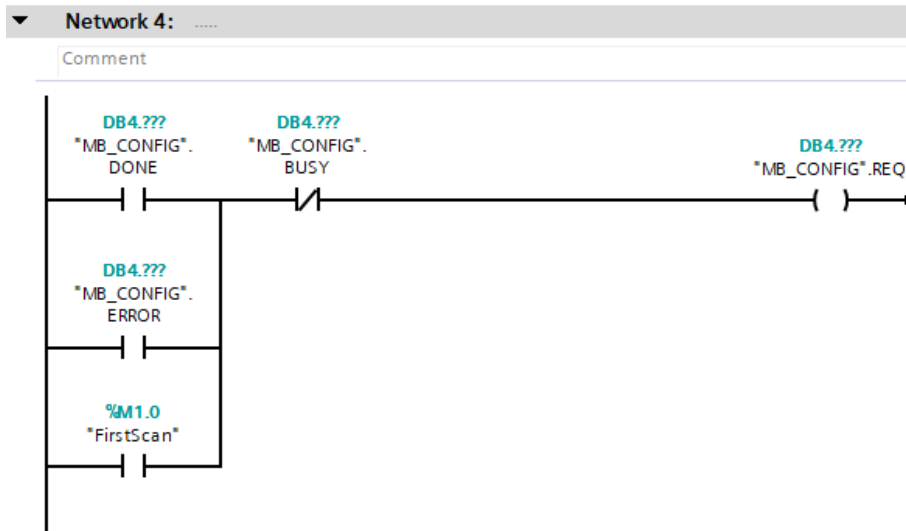 Network 4: .....
Comment
DB4.???
"MB_CONFIG".
DONE
DB4.???
"MB_CONFIG".
BUSY
DB4.???
"MB_CONFIG".REQ
DB4.???
"MB_CONFIG".
ERROR
%M1.0
"FirstScan"